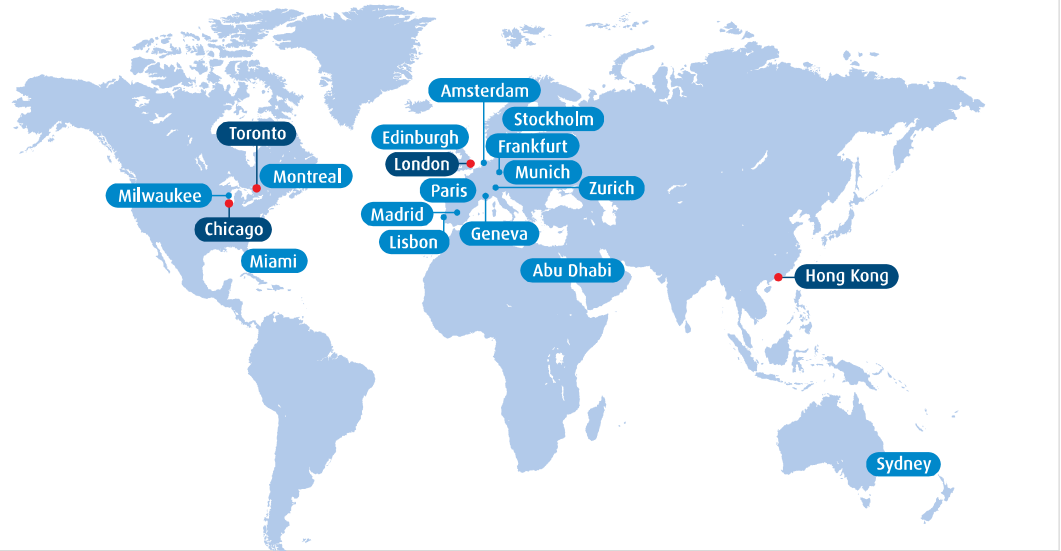 Amsterdam
Stockholm
Toronto
Edinburgh
Frankfurt
London
Munich
Montreal
Zurich
Paris
Milwaukee
Madrid
Chicago
Geneva
Lisbon
Miami
Abu Dhabi
Hong Kong
Sydney